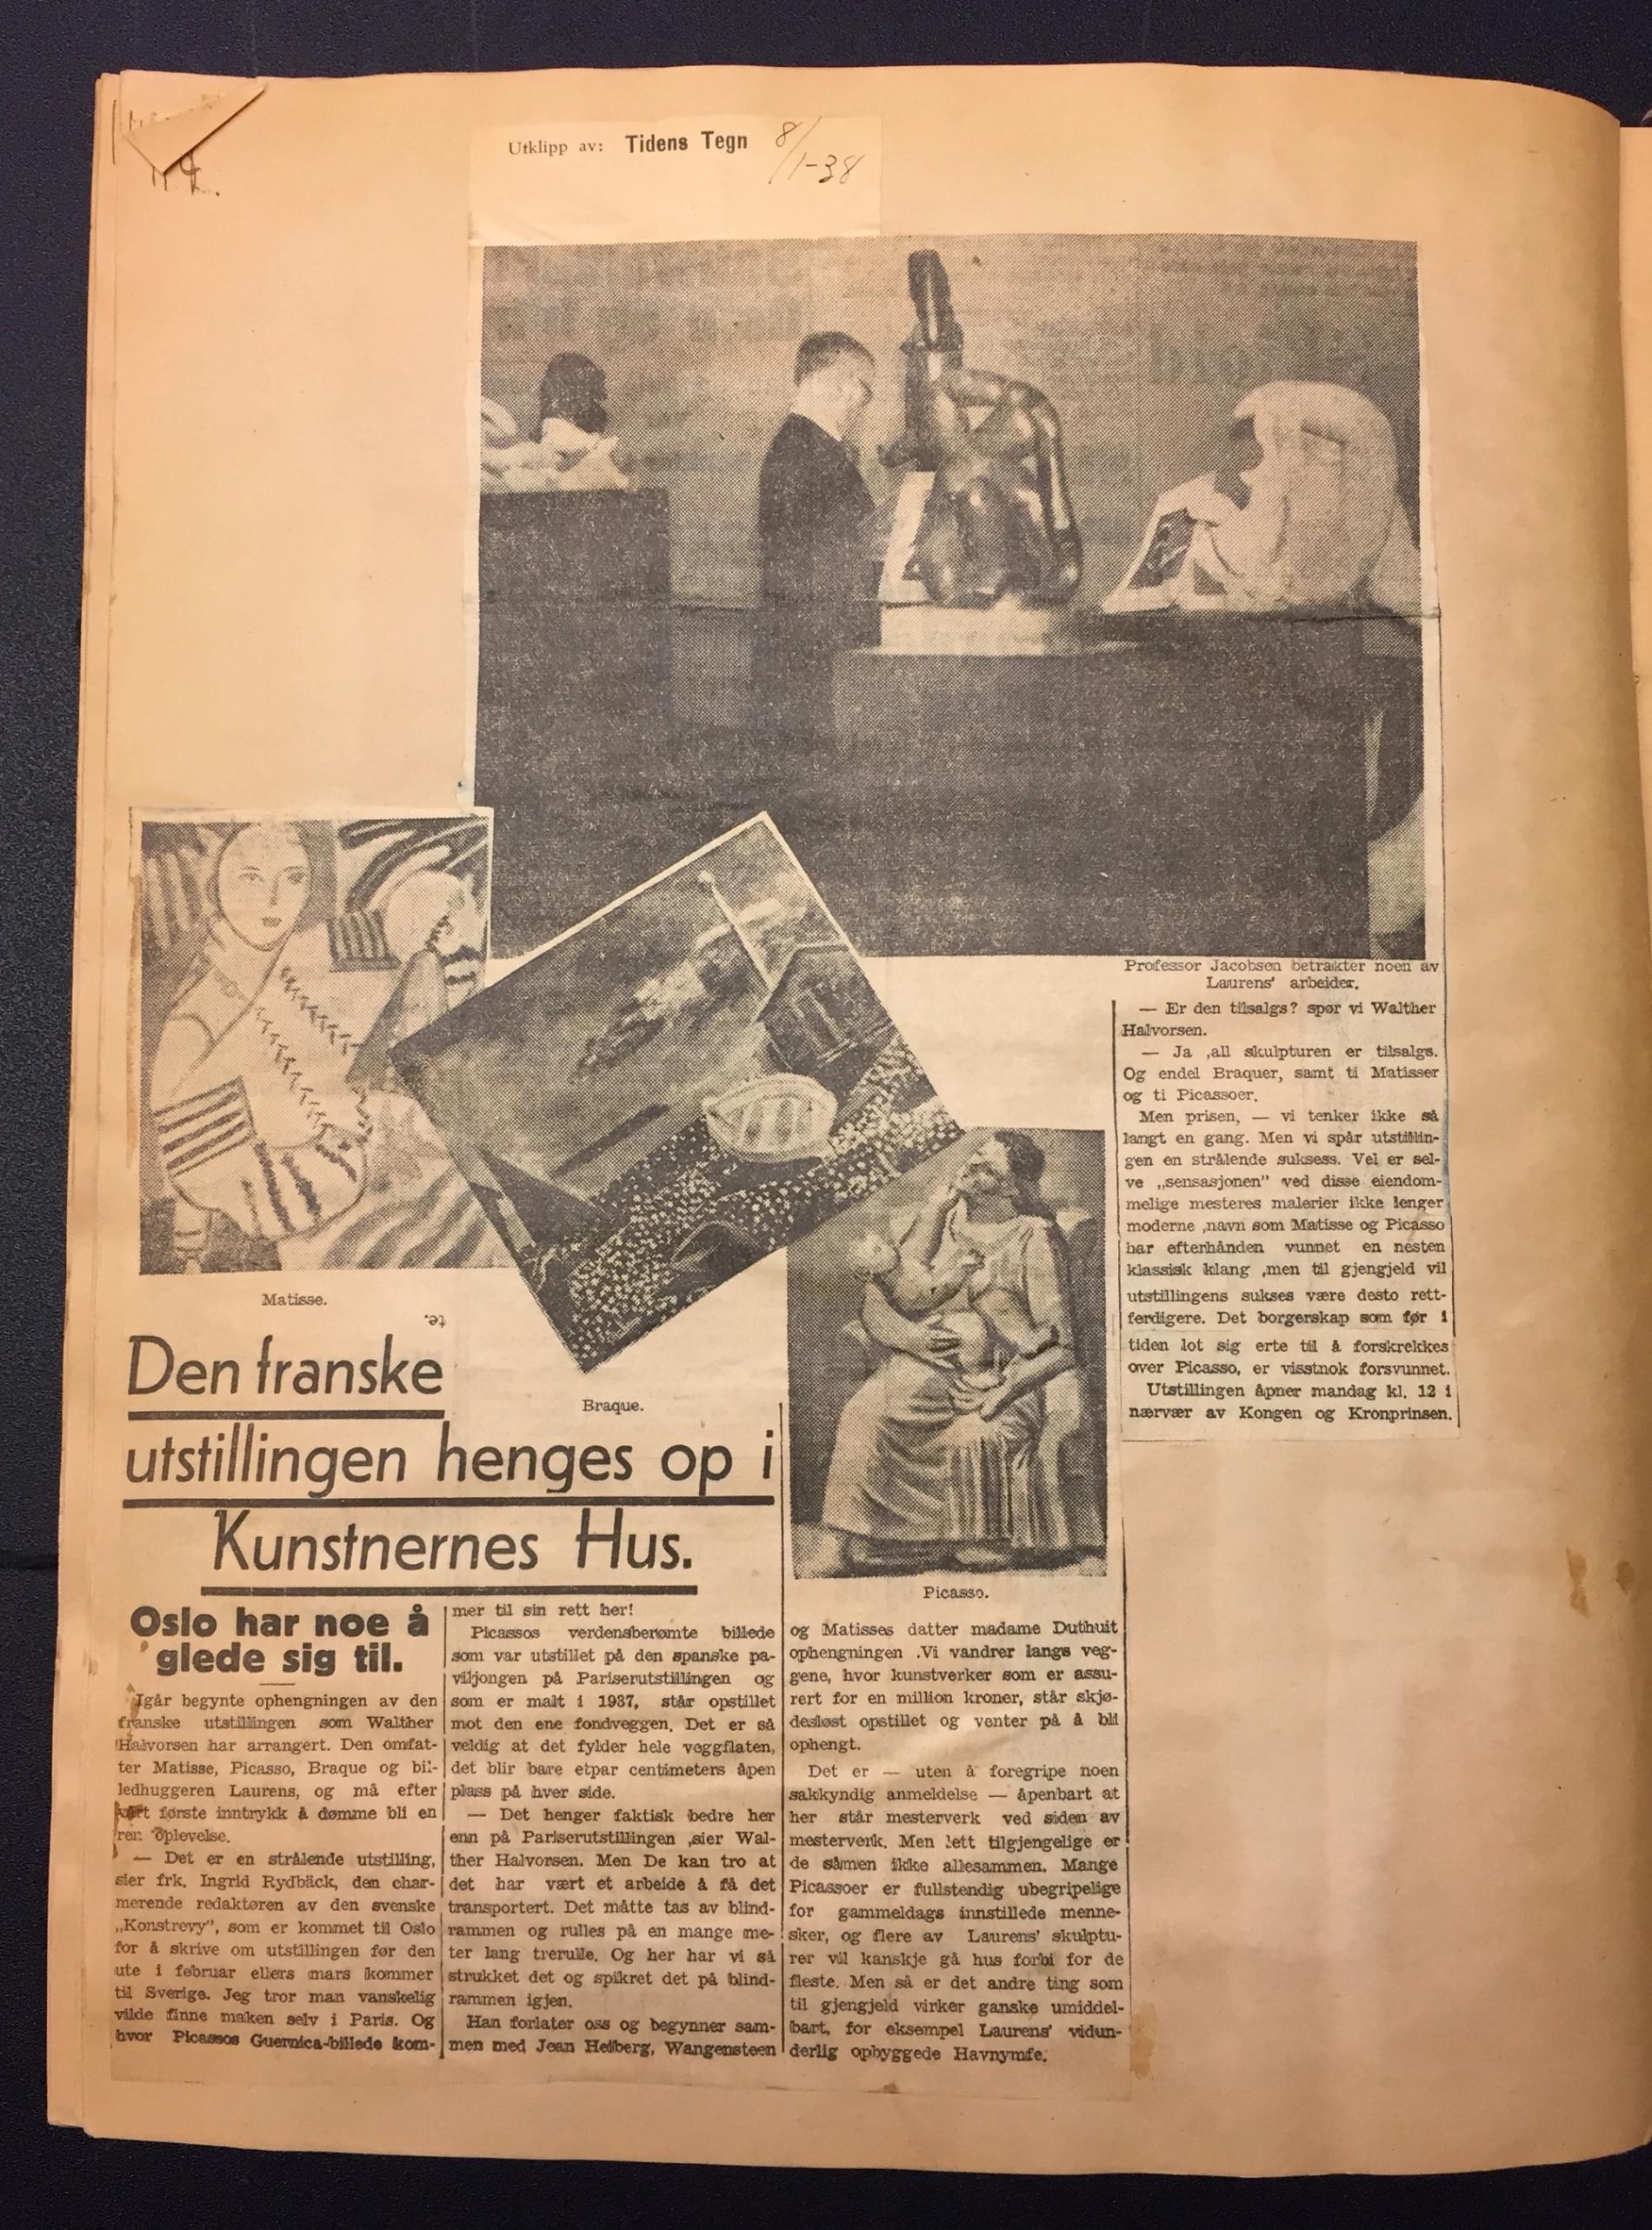 Utklipp av: Tidens Tegn 8/1-38
Matisse.
Braque.
Picasso.
Den franske
utstillingen henges op i
Kunstnernes Hus.
Oslo har noe å
glede sig til.
Igår begynte ophengningen av den
franske utstillingen som Walther
Halvorsen har arrangert. Den omfat-
ter Matisse, Picasso, Braque og bil-
ledhuggeren Laurens, og må efter
vårt første inntrykk å dømme bli en
ren oplevelse.
— Det er en strålende utstilling,
sier frk. Ingrid Rydbäck, den char-
merende redaktøren av den svenske
„Konstrevy", som er kommet til Oslo
for å skrive om utstillingen før den
ute i februar ellers mars kommer
til Sverige. Jeg tror man vanskelig
vilde finne maken selv i Paris. Og
hvor Picassos Guernica-billede kom-
mer til sin rett her!
Picassos verdensberømte billede
som var utstillet på den spanske pa-
viljongen på Pariserutstillingen og
som er malt i 1937, står opstillet
mot den ene fondveggen. Det er så
veldig at det fylder hele veggflaten,
det blir bare etpar centimeters åpen
plass på hver side.
— Det henger faktisk bedre her
enn på Pariserutstillingen ,sier Wal-
ther Halvorsen. Men De kan tro at
det har vært et arbeide å få det
transportert. Det måtte tas av blind-
rammen og rulles på en mange me-
ter lang trerulle. Og her har vi så
strukket det og spikret det på blind-
rammen igjen.
Han forlater oss og begynner sam-
men med Jean Heiberg, Wangensteen
og Matisses datter madame Duthuit
ophengningen .Vi vandrer langs veg-
gene, hvor kunstverker som er assu-
rert for en million kroner, står skjø-
desløst opstillet og venter på å bli
ophengt.
Det er — uten å foregripe noen
sakkyndig anmeldelse — åpenbart at
her står mesterverk ved siden av
mesterverk. Men lett tilgjengelige er
de såmen ikke allesammen. Mange
Picassoer er fullstendig ubegripelige
for gammeldags innstillede menne-
sker, og flere av Laurens' skulptu-
rer vil kanskje gå hus forbi for de
fleste. Men så er det andre ting som
til gjengjeld virker ganske umiddel-
bart, for eksempel Laurens' vidun-
derlig opbyggede Havnymfe.
Professor Jacobsen betrakter noen av
Laurens' arbeider.
— Er den tilsalgs? spør vi Walther
Halvorsen.
— Ja ,all skulpturen er tilsalgs.
Og endel Braquer, samt ti Matisser
og ti Picassoer.
Men prisen, — vi tenker ikke så
langt en gang. Men vi spår utstillin-
gen en strålende suksess. Vel er sel-
ve „sensasjonen" ved disse eiendom-
melige mesteres malerier ikke lenger
moderne ,navn som Matisse og Picasso
har efterhånden vunnet en nesten
klassisk klang ,men til gjengjeld vil
utstillingens sukses være desto rett-
ferdigere. Det borgerskap som før i
tiden lot sig erte til å forskrekkes
over Picasso, er visstnok forsvunnet.
Utstillingen åpner mandag kl. 12 i
nærvær av Kongen og Kronprinsen.